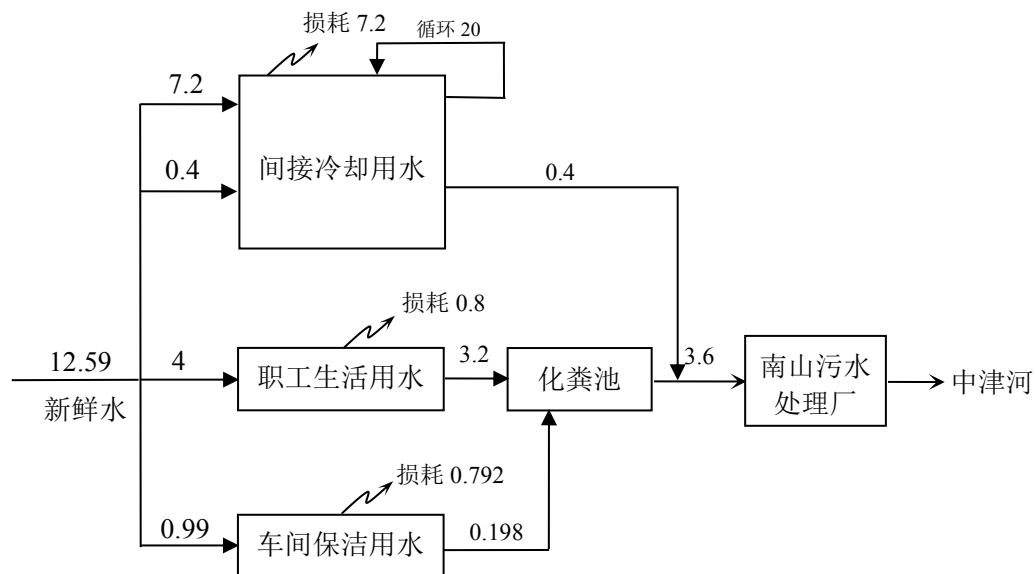 损耗 7.2
循环 20
7.2
间接冷却用水
0.4
0.4
损耗 0.8
12.59
4
职工生活用水
3.2
化粪池
3.6
南山污水
处理厂
中津河
新鲜水
损耗 0.792
0.99
车间保洁用水
0.198